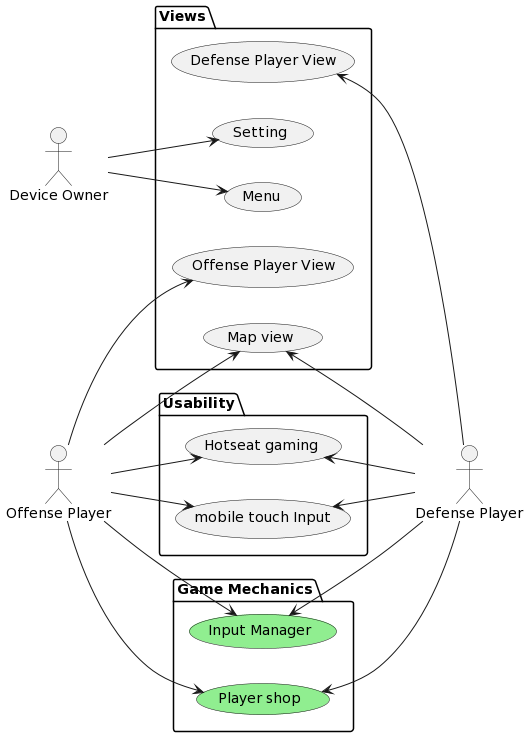 Views
Defense Player View
Setting
Menu
Device Owner
Offense Player View
Map view
Usability
Hotseat gaming
mobile touch Input
Offense Player
Defense Player
Game Mechanics
Input Manager
Player shop